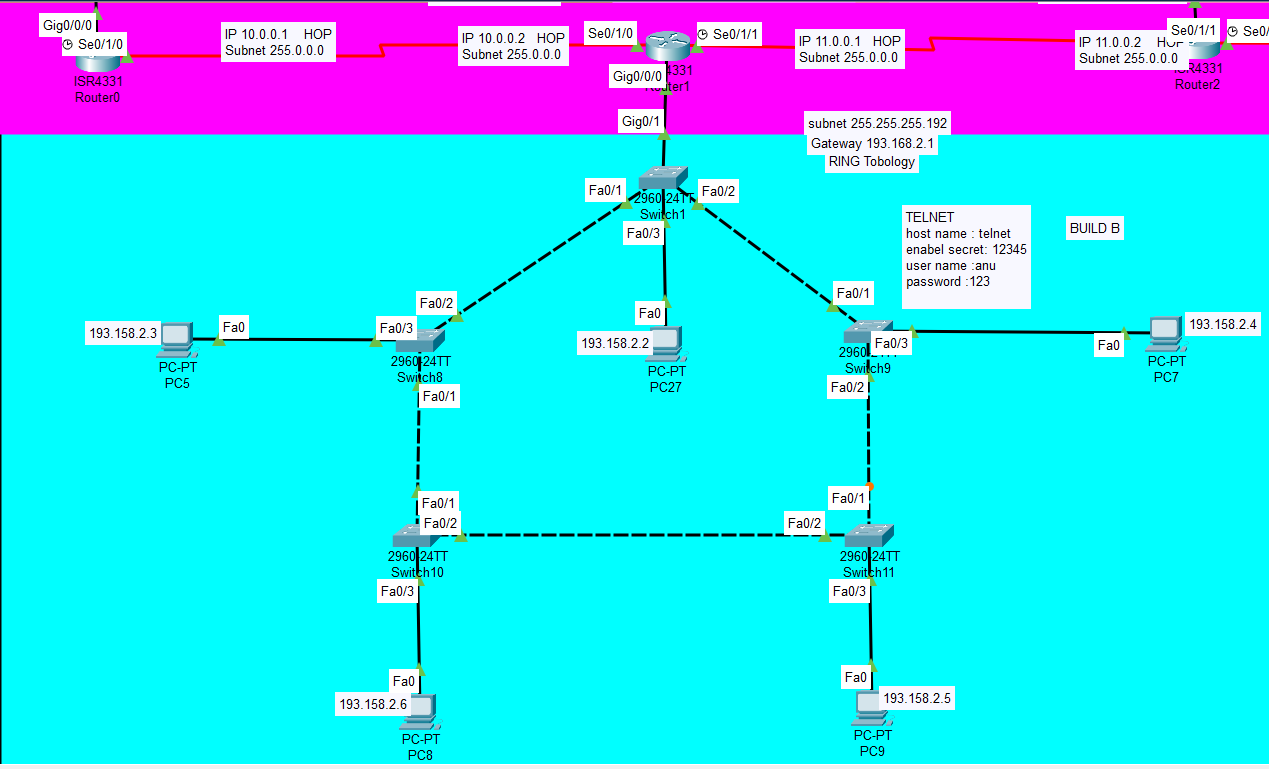 Gig0/0/0
Se0/1/0
ISR4331
Router0
IP 10.0.0.1 HOP
Subnet 255.0.0.0
IP 10.0.0.2 HOP
Subnet 255.0.0.0
Se0/1/0
Se0/1/1
4331
Router1
Gig0/0/0
IP 11.0.0.1 HOP
Subnet 255.0.0.0
IP 11.0.0.2 HOP
Subnet 255.0.0.0
Se0/1/1
ISR4331
Router2
Gig0/1
subnet 255.255.255.192
Gateway 193.168.2.1
RING Tobology
Fa0/1
Fa0/2
2960-24TT
Switch1
Fa0/3
TELNET
host name : telnet
enabel secret: 12345
user name :anu
password :123
BUILD B
Fa0/2
Fa0/1
193.158.2.3
Fa0
Fa0/3
PC-PT
PC5
2960-24TT
Switch8
Fa0/1
Fa0
193.158.2.2
PC-PT
PC27
Fa0/3
2960-24TT
Switch9
Fa0/2
Fa0
193.158.2.4
PC-PT
PC7
Fa0/1
Fa0/2
2960-24TT
Switch10
Fa0/3
Fa0/1
Fa0/2
2960-24TT
Switch11
Fa0/3
Fa0
193.158.2.6
PC-PT
PC8
Fa0
193.158.2.5
PC-PT
PC9